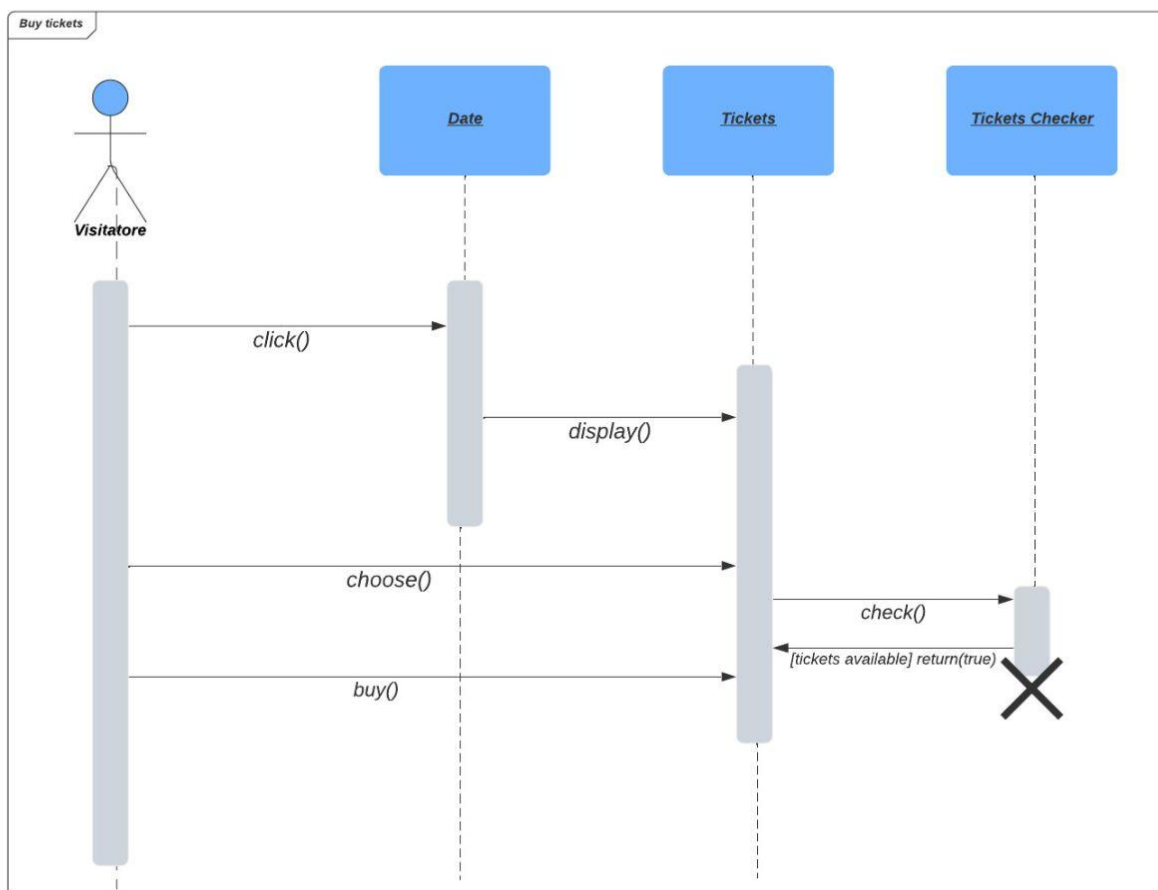 Buy tickets
Date
Tickets
Tickets Checker
Visitatore
click()
display()
choose()
check()
[tickets available] return(true)
buy()